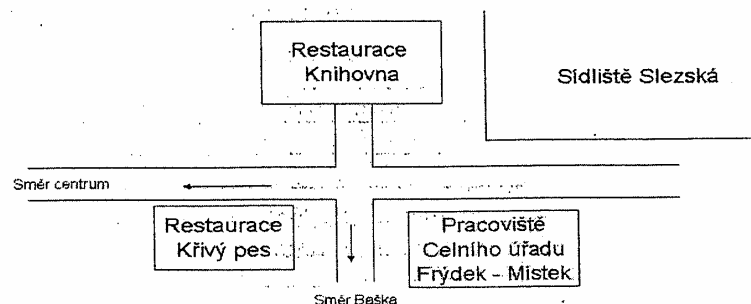 Restaurace
Knihovna
Sídliště Slezská
Směr centrum
Restaurace
Křivý pes
Pracoviště
Celního úřadu
Frýdek - Místek
Směr Baška